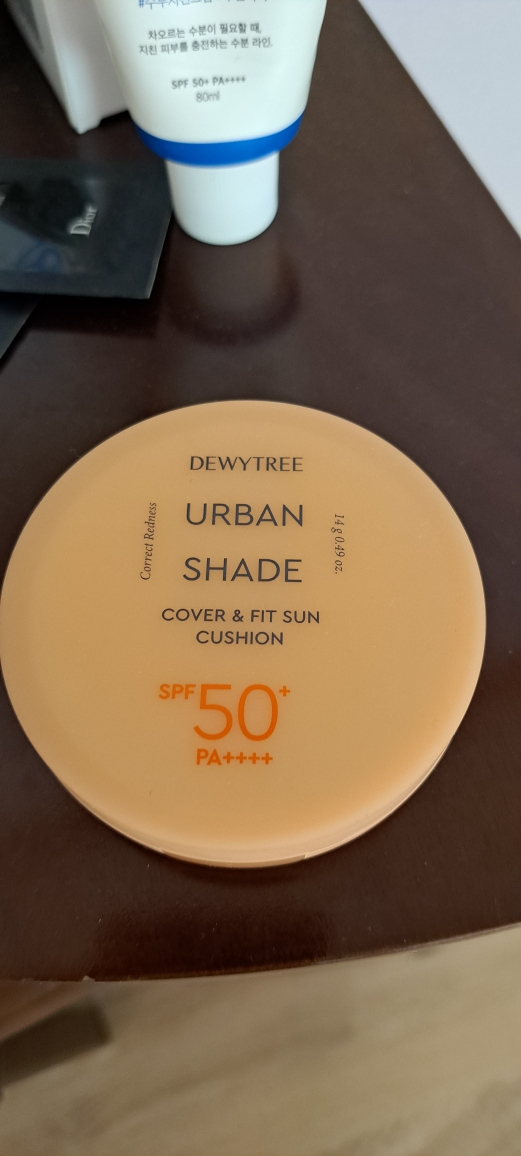 차오르는 수분이 필요할 때,
지친 피부를 충전하는 수분 라인.
SPF 50+ PA++++
80ml
Dior
DEWYTREE
URBAN
SHADE
Correct Redness
14 g 0.49 oz.
COVER & FIT SUN
CUSHION
SPF50+
PA++++